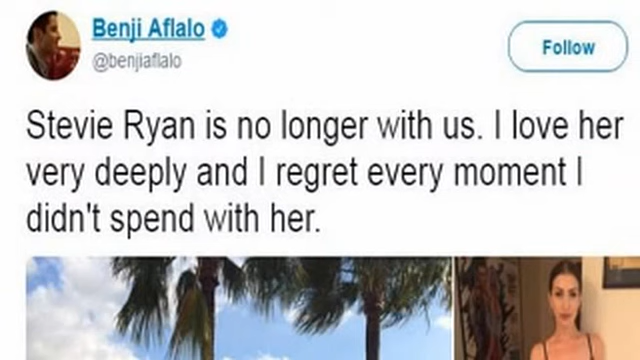 Benji Aflalo
@benjiaflalo
Follow
Stevie Ryan is no longer with us. I love her
very deeply and I regret every moment I
didn't spend with her.